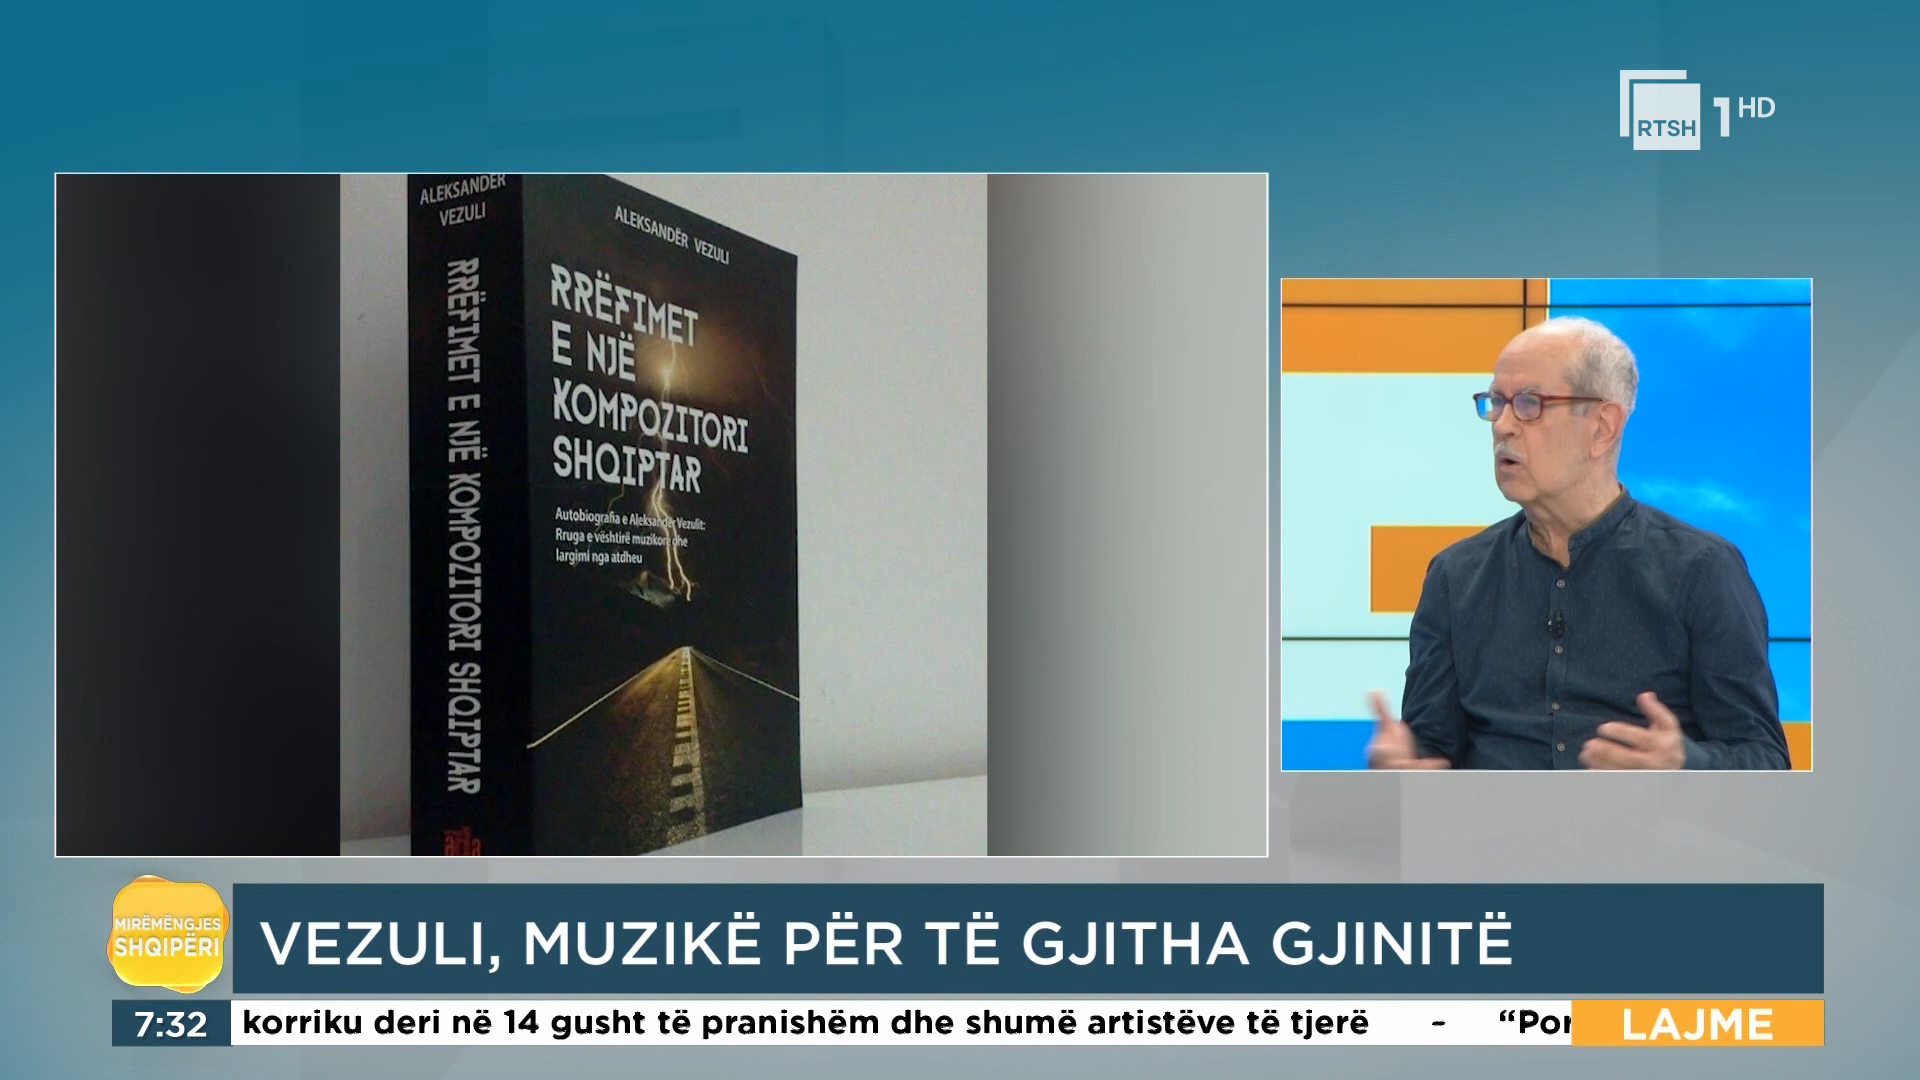 RTSH 1 HD
ALEKSANDËR
VEZULI
RRËFIMET E NJË KOMPOZITORI SHQIPTAR
ALEKSANDËR VEZULI
RRËFIMET
E NJË
KOMPOZITORI
SHQIPTAR
Autobiografia e Aleksandër Vezulit:
Rruga e vështirë muzikore dhe
largimi nga atdheu
MIRËMËNGJES
SHQIPËRI
VEZULI, MUZIKË PËR TË GJITHA GJINITË
7:32 korriku deri në 14 gusht të pranishëm dhe shumë artistëve të tjerë - “Por LAJME